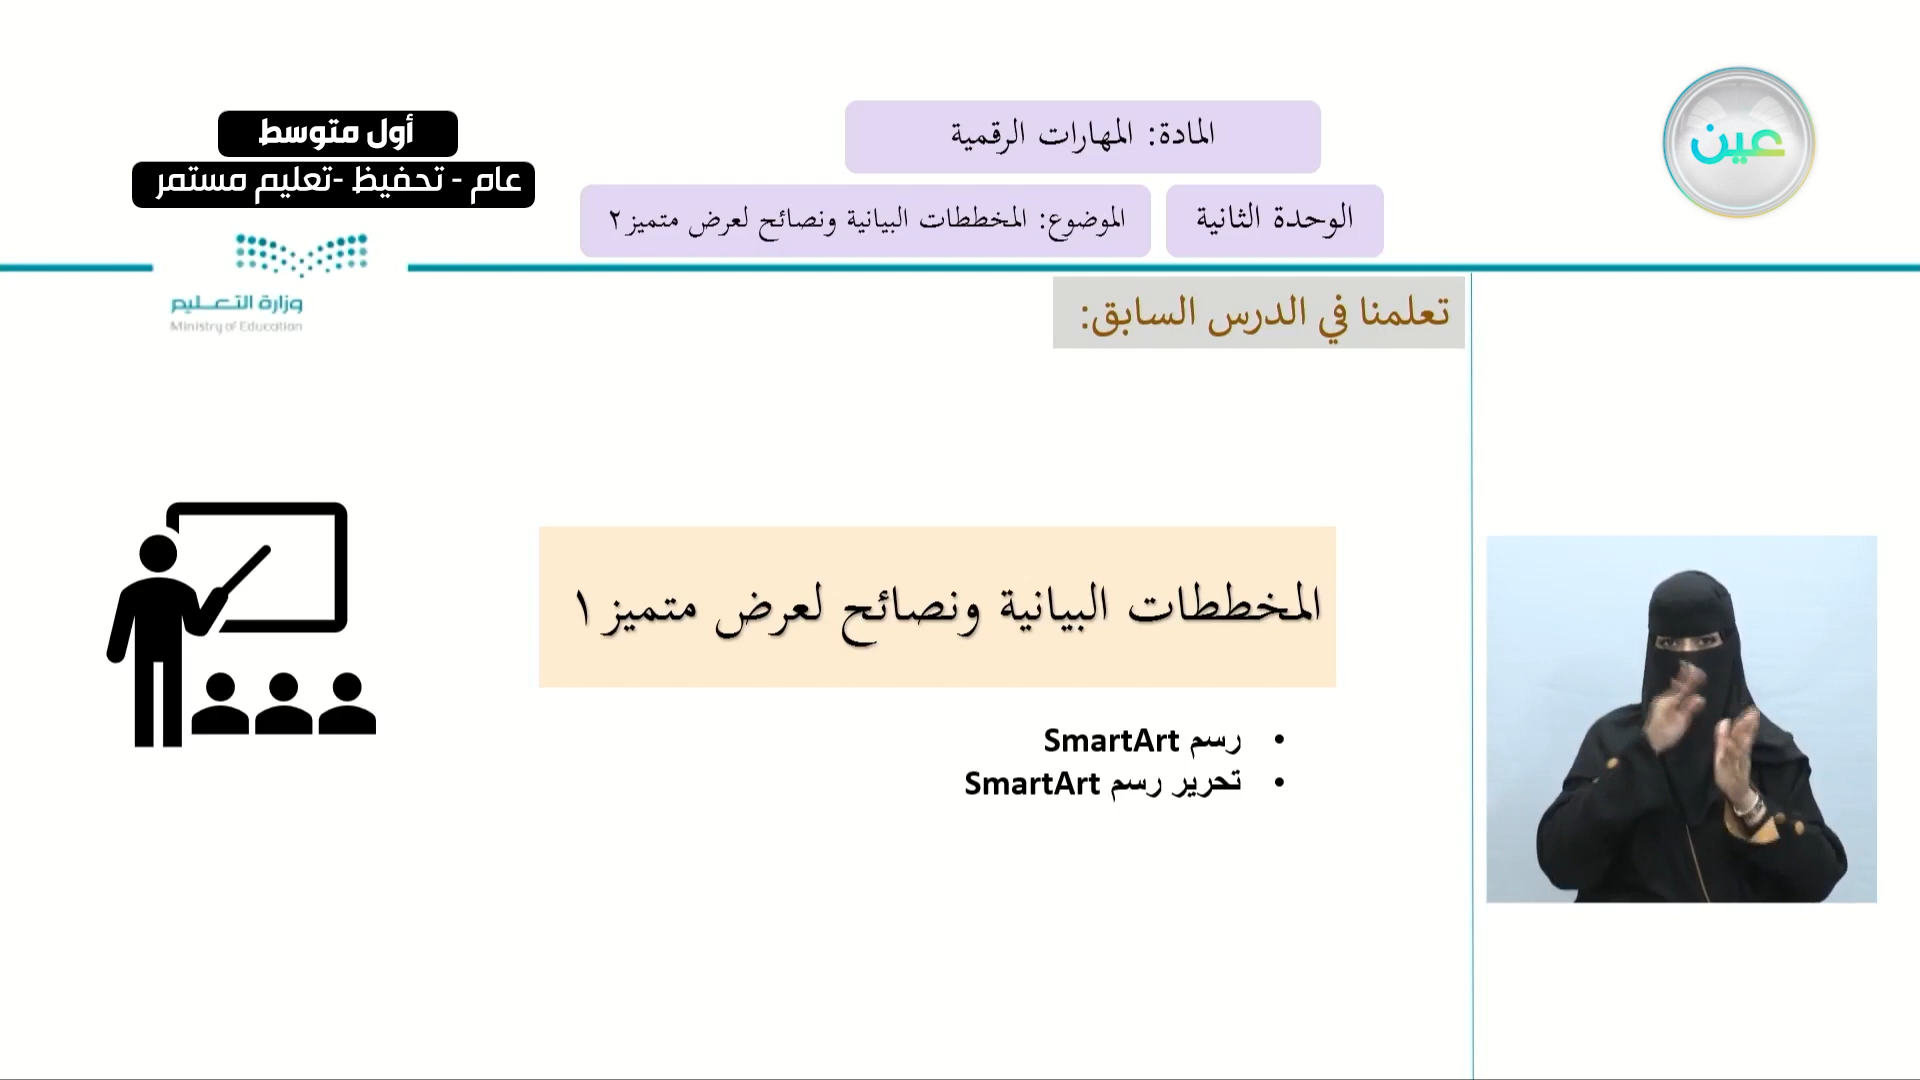 عين
المادة: المهارات الرقمية
أول متوسط
عام - تحفيظ -تعليم مستمر
الوحدة الثانية
الموضوع: المخططات البيانية ونصائح لعرض متميز٢
وزارة التعليم
Ministry of Education
تعلمنا في الدرس السابق:
المخططات البيانية ونصائح لعرض متميز١
• رسم SmartArt
• تحرير رسم SmartArt